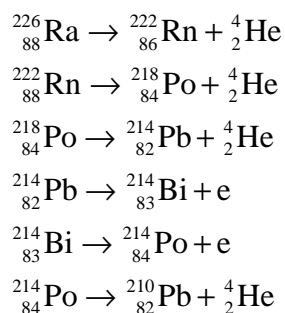 ²²⁶₈₈Ra → ²²²₈₆Rn + ⁴₂He
²²²₈₈Rn → ²¹⁸₈₄Po + ⁴₂He
²¹⁸₈₄Po → ²¹⁴₈₂Pb + ⁴₂He
²¹⁴₈₂Pb → ²¹⁴₈₃Bi + e
²¹⁴₈₃Bi → ²¹⁴₈₄Po + e
²¹⁴₈₄Po → ²¹⁰₈₂Pb + ⁴₂He